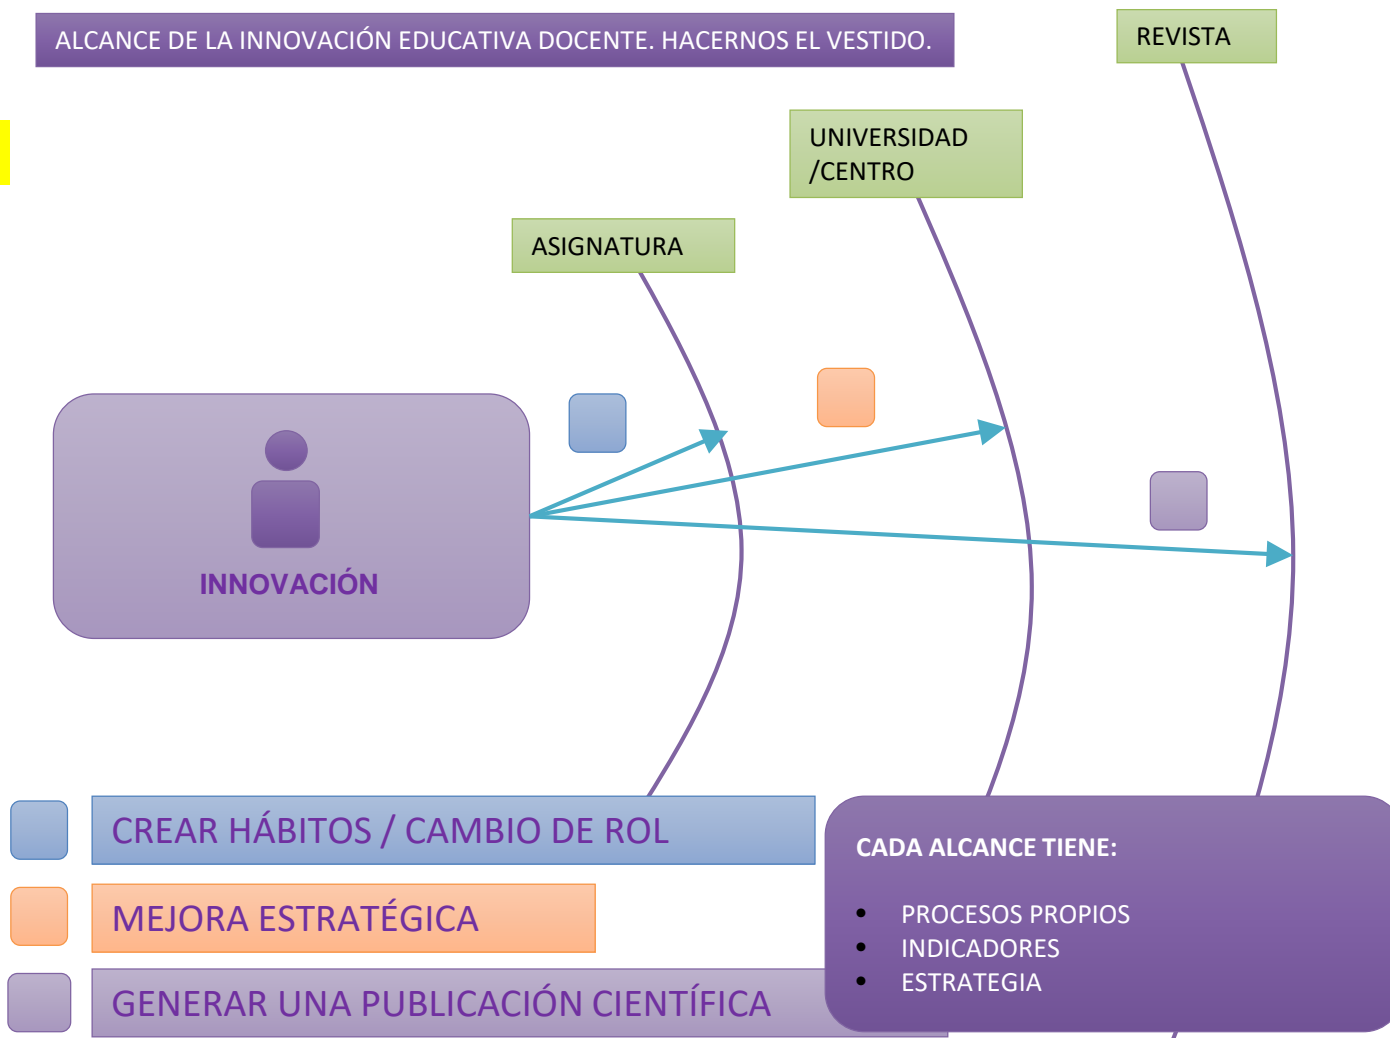 ALCANCE DE LA INNOVACIÓN EDUCATIVA DOCENTE. HACERNOS EL VESTIDO.
REVISTA
UNIVERSIDAD
/CENTRO
ASIGNATURA
INNOVACIÓN
CREAR HÁBITOS / CAMBIO DE ROL
MEJORA ESTRATÉGICA
GENERAR UNA PUBLICACIÓN CIENTÍFICA
CADA ALCANCE TIENE:
• PROCESOS PROPIOS
• INDICADORES
• ESTRATEGIA